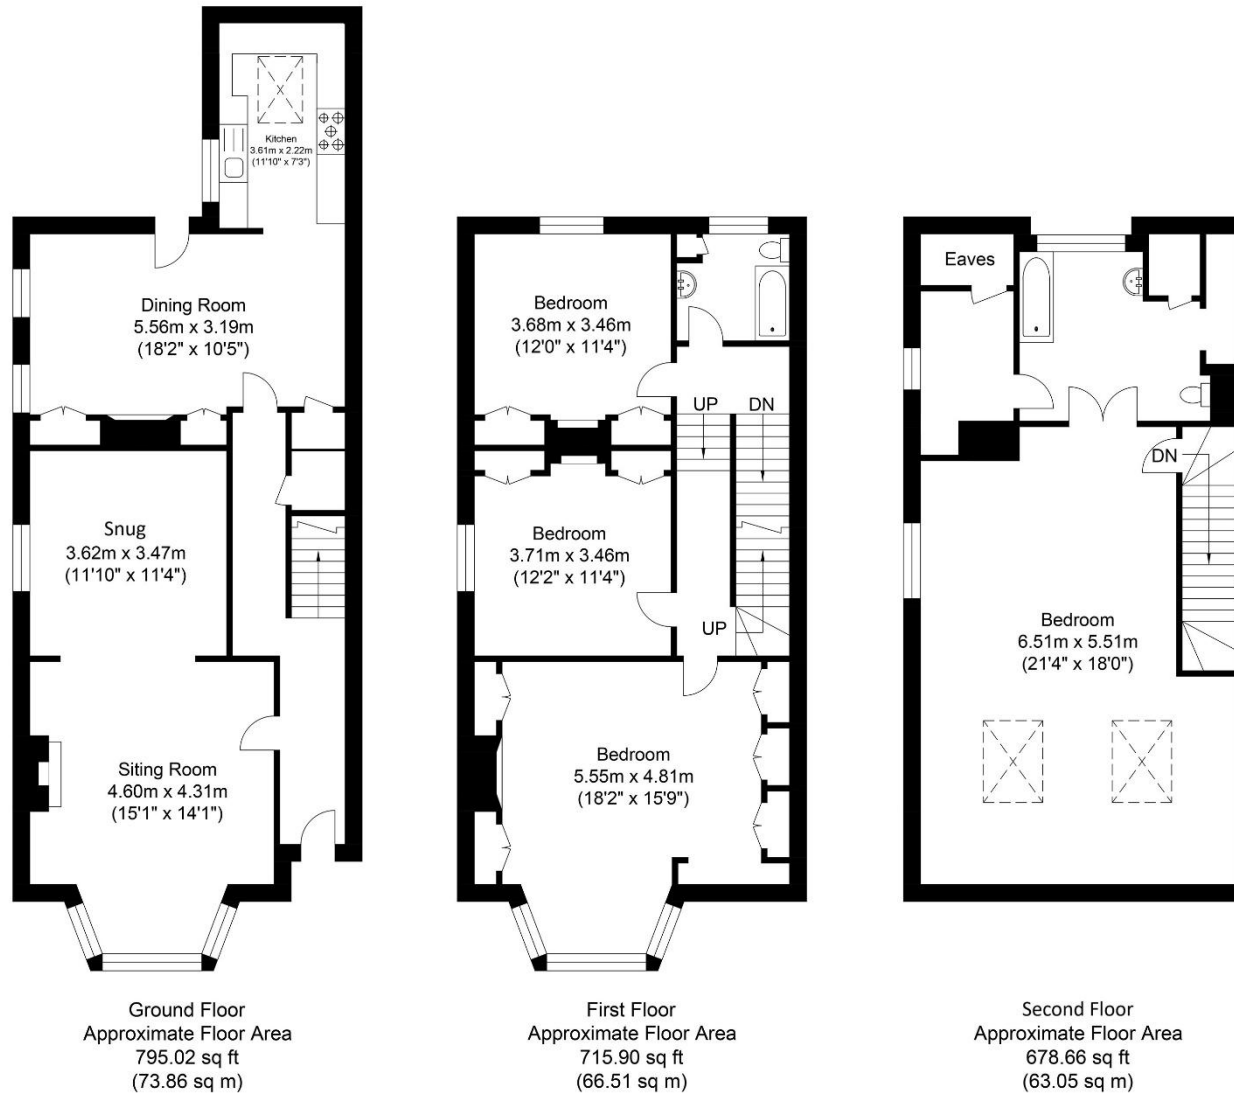 Kitchen
3.61m x 2.22m
(11'10" x 7'3")
Dining Room
5.56m x 3.19m
(18'2" x 10'5")
Snug
3.62m x 3.47m
(11'10" x 11'4")
Siting Room
4.60m x 4.31m
(15'1" x 14'1")
Ground Floor
Approximate Floor Area
795.02 sq ft
(73.86 sq m)
Bedroom
3.68m x 3.46m
(12'0" x 11'4")
UP
DN
Bedroom
3.71m x 3.46m
(12'2" x 11'4")
UP
Bedroom
5.55m x 4.81m
(18'2" x 15'9")
First Floor
Approximate Floor Area
715.90 sq ft
(66.51 sq m)
Eaves
DN
Bedroom
6.51m x 5.51m
(21'4" x 18'0")
Second Floor
Approximate Floor Area
678.66 sq ft
(63.05 sq m)